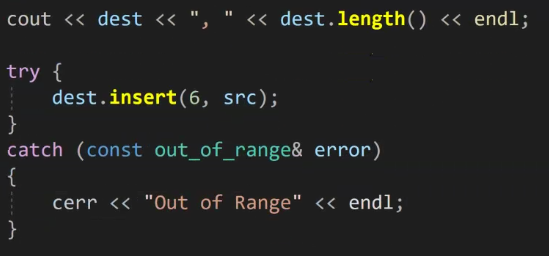 cout << dest << ", " << dest.length() << endl;
try {
dest.insert(6, src);
}
catch (const out_of_range& error)
{
cerr << "Out of Range" << endl;
}